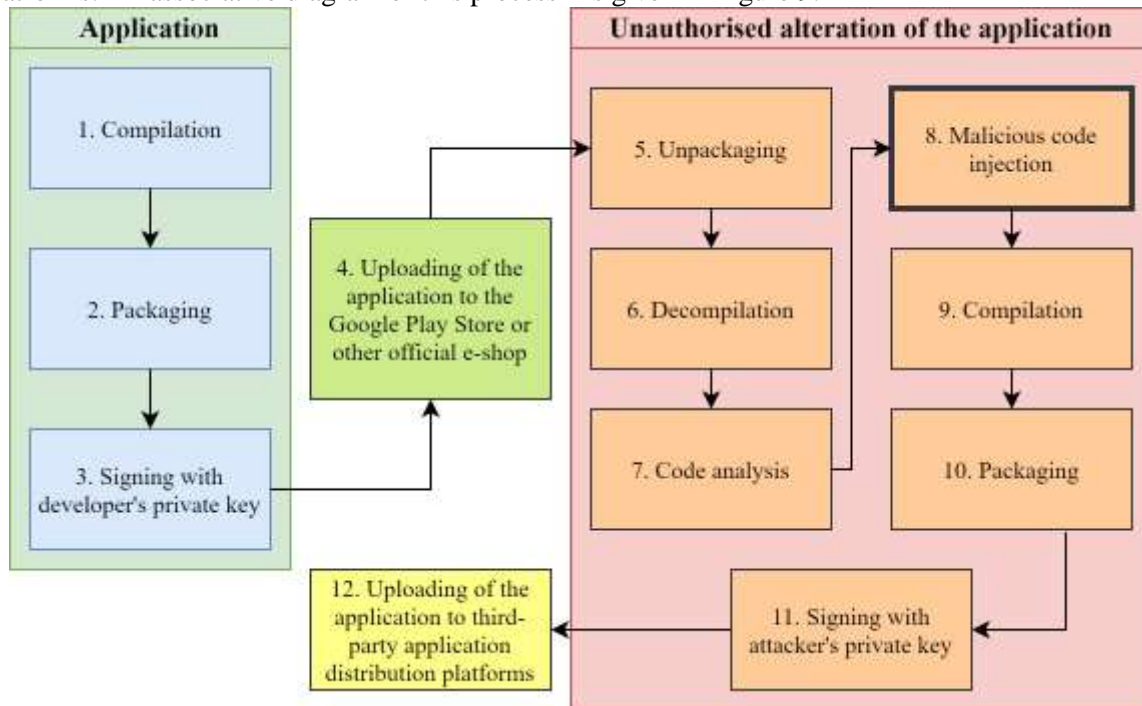 Application
1. Compilation
2. Packaging
3. Signing with
developer's private key
4. Uploading of the
application to the
Google Play Store or
other official e-shop
Unauthorised alteration of the application
5. Unpackaging
6. Decompilation
7. Code analysis
8. Malicious code
injection
9. Compilation
10. Packaging
11. Signing with
attacker's private key
12. Uploading of the
application to third-
party application
distribution platforms